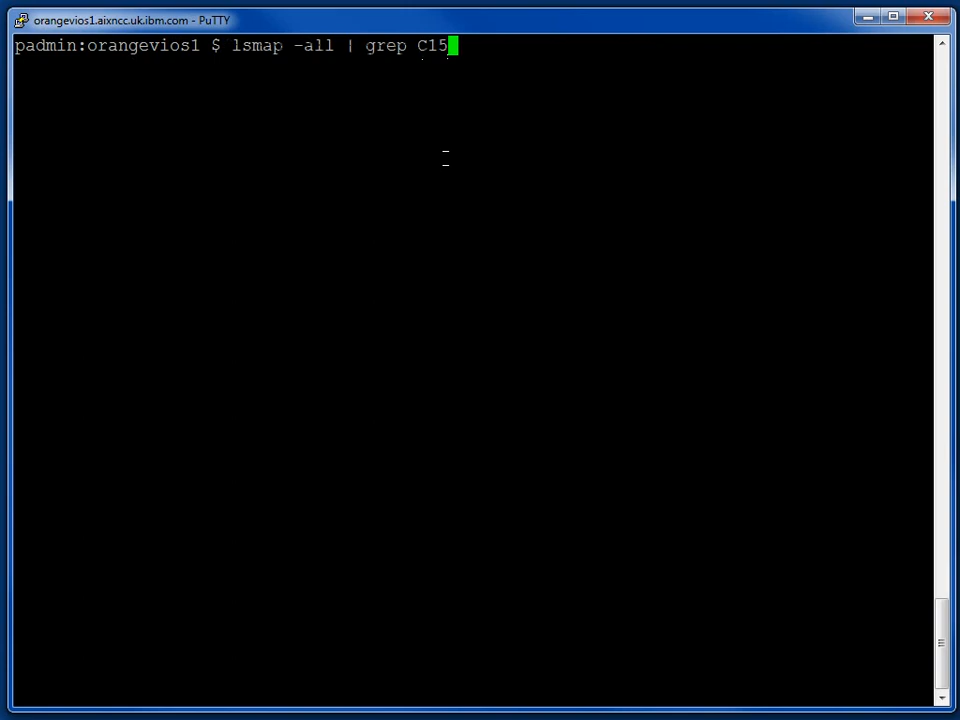 orangevios1.aixncc.uk.ibm.com - PuTTY
padmin:orangevios1 $ lsmap -all | grep C15